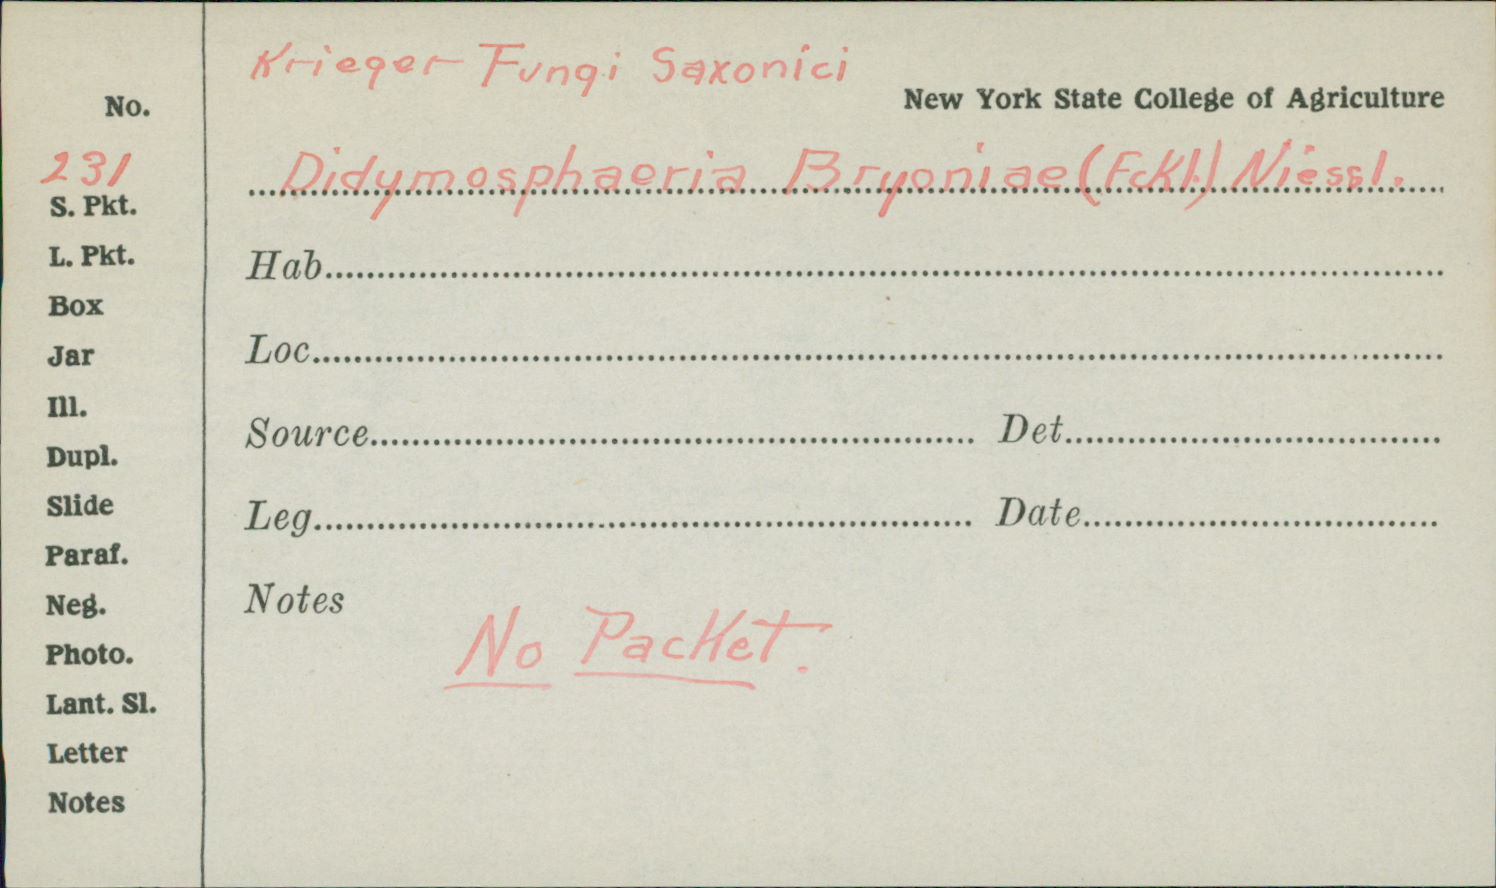 Krieger Fungi Saxonici
New York State College of Agriculture
No.
231
Didymosphaeria Bryoniae (Fckl.) Niessl.
S. Pkt.
L. Pkt.
Box
Jar
Ill.
Dupl.
Slide
Paraf.
Neg.
Photo.
Lant. Sl.
Letter
Notes
Hab.
Loc.
Source. Det.
Leg. Date.
Notes
No Packet.